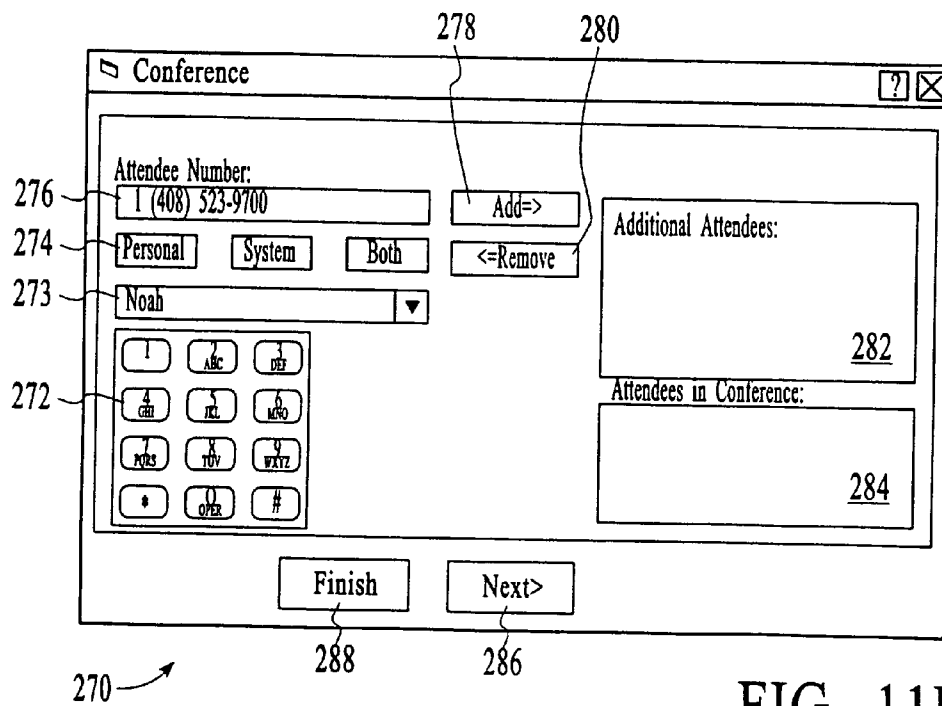 278 280
Conference ?
Attendee Number:
276 1 (408) 523-9700 Add=>
Additional Attendees:
274 Personal System Both <=Remove
273 Noah
1 2 ABC 3 DEF
282
272 4 GHI 5 JKL 6 MNO
Attendees in Conference:
7 PQRS 8 TUV 9 WXYZ
284
* 0 OPER #
Finish Next>
288 286
270
FIG.